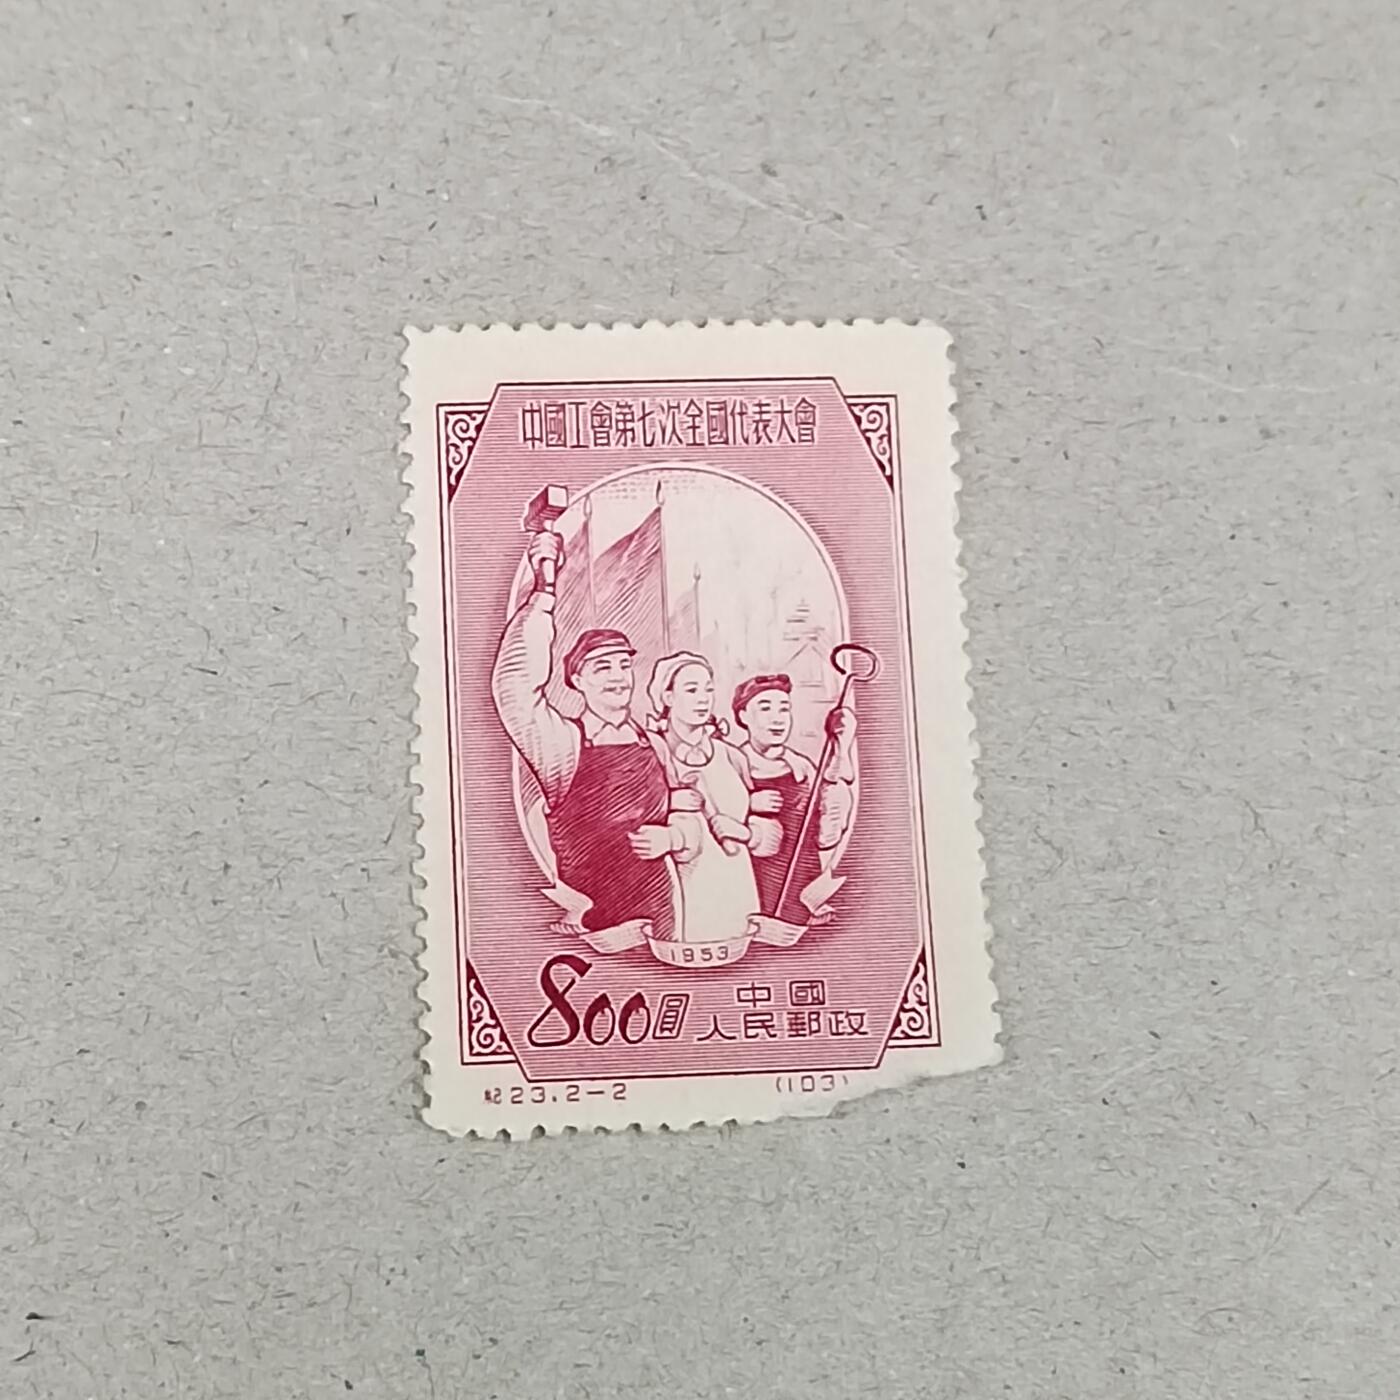 中國工會第七次全國代表大會
1953
800圓
中國
人民郵政
紀23.2-2
(103)